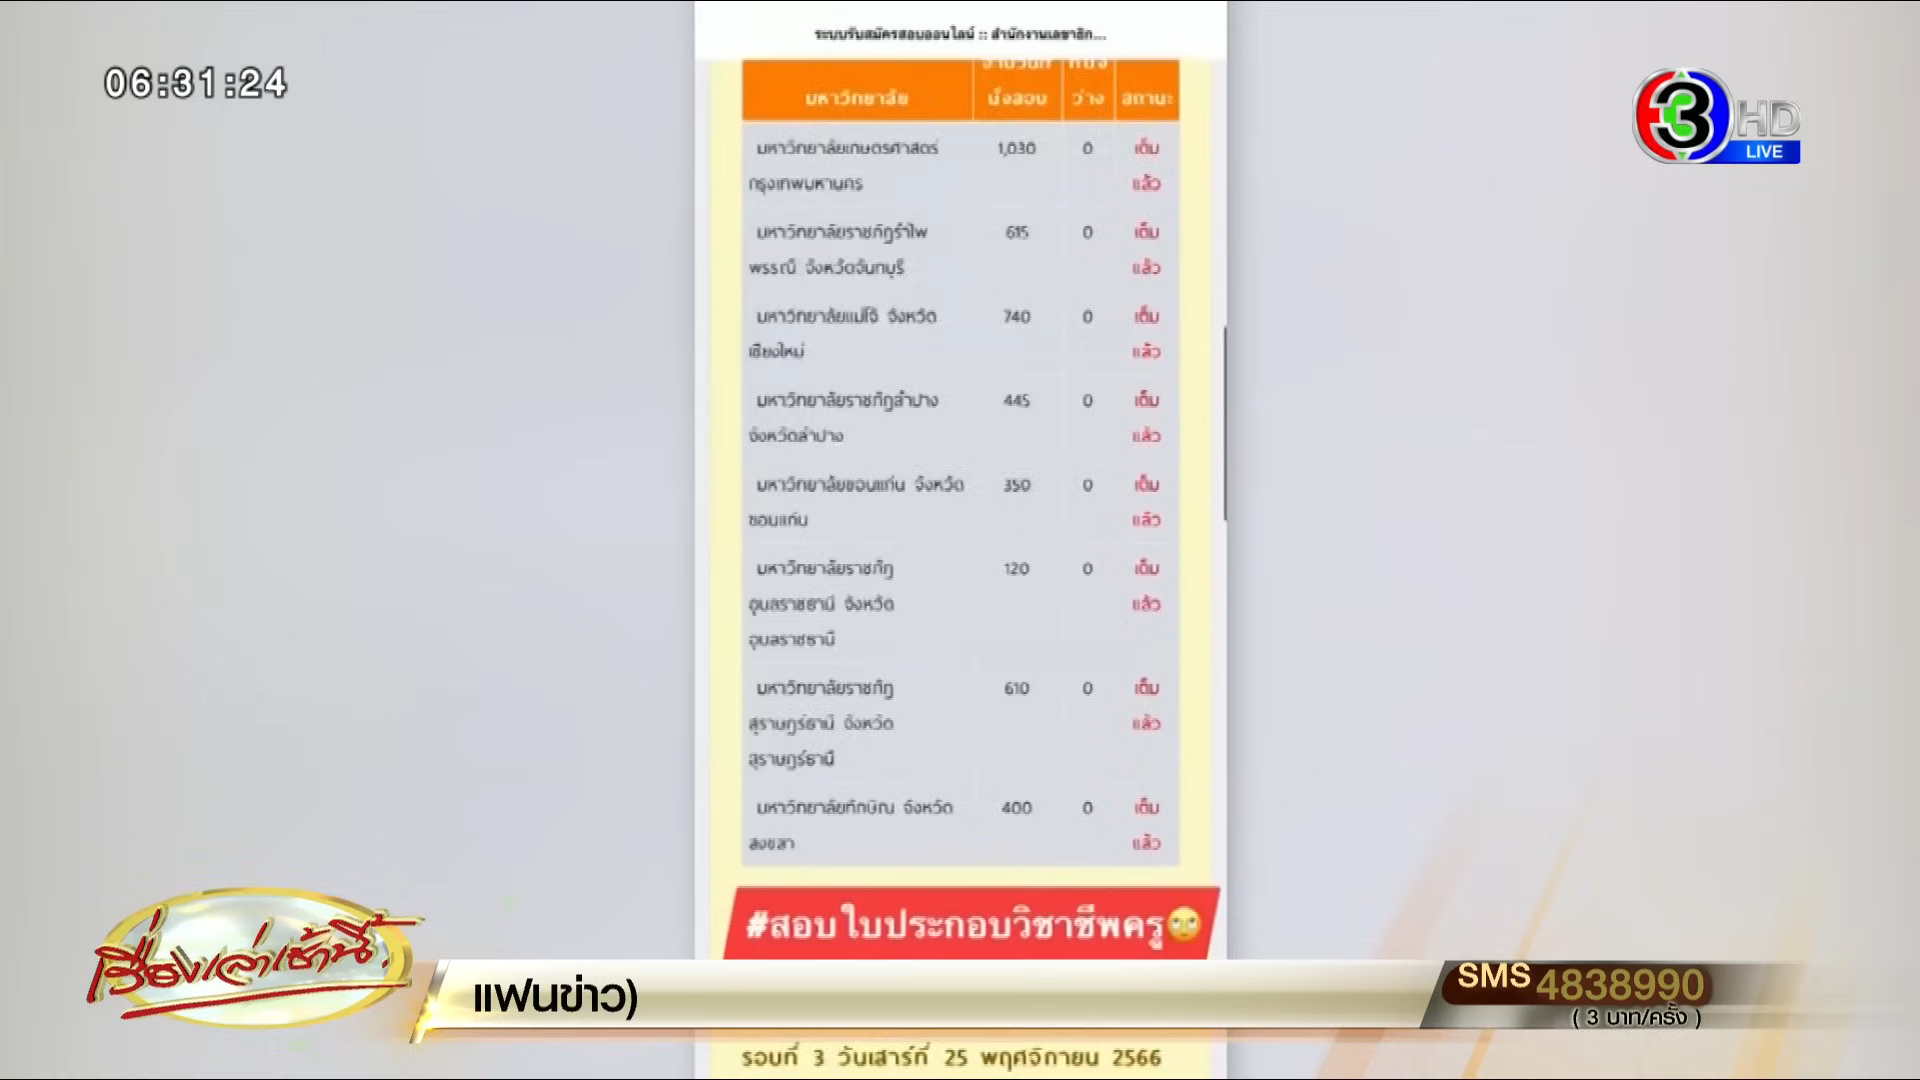 ระบบรับสมัครสอบออนไลน์ :: สำนักงานเลขาธิก...
06:31:24
3 HD
LIVE
มหาวิทยาลัย นั่งสอบ ว่าง สถานะ
มหาวิทยาลัยเกษตรศาสตร์ 1,030 0 เต็ม
กรุงเทพมหานคร แล้ว
มหาวิทยาลัยราชภัฏรำไพ 615 0 เต็ม
พรรณี จังหวัดจันทบุรี แล้ว
มหาวิทยาลัยแม่โจ้ จังหวัด 740 0 เต็ม
เชียงใหม่ แล้ว
มหาวิทยาลัยราชภัฏลำปาง 445 0 เต็ม
จังหวัดลำปาง แล้ว
มหาวิทยาลัยขอนแก่น จังหวัด 350 0 เต็ม
ขอนแก่น แล้ว
มหาวิทยาลัยราชภัฏ 120 0 เต็ม
อุบลราชธานี จังหวัด แล้ว
อุบลราชธานี
มหาวิทยาลัยราชภัฏ 610 0 เต็ม
สุราษฎร์ธานี จังหวัด แล้ว
สุราษฎร์ธานี
มหาวิทยาลัยทักษิณ จังหวัด 400 0 เต็ม
สงขลา แล้ว
#สอบใบประกอบวิชาชีพครู🙄
เรื่องเล่าเช้านี้
แฟนข่าว)
SMS 4838990
( 3 บาท/ครั้ง )
รอบที่ 3 วันเสาร์ที่ 25 พฤศจิกายน 2566